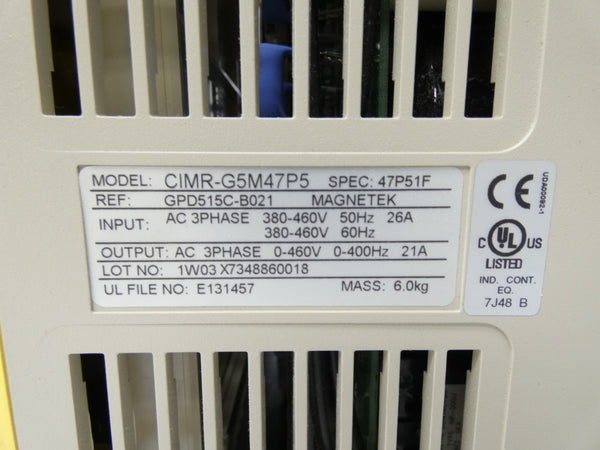 MODEL: CIMR-G5M47P5 SPEC: 47P51F
REF: GPD515C-B021 MAGNETEK
INPUT: AC 3PHASE 380-460V 50Hz 26A
380-460V 60Hz
OUTPUT: AC 3PHASE 0-460V 0-400Hz 21A
LOT NO: 1W03 X7348860018
UL FILE NO: E131457 MASS: 6.0kg
CE
UDA00092-1
C UL US
LISTED
IND. CONT.
EQ.
7J48 B